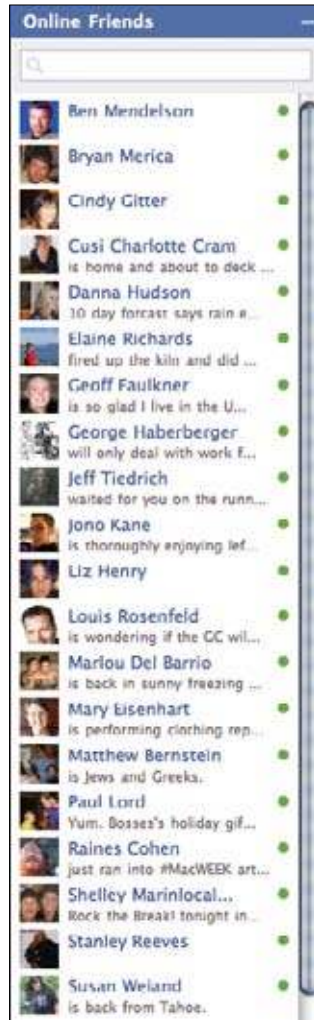 Online Friends
Ben Mendelson
Bryan Merica
Cindy Gitter
Cusi Charlotte Cram
is home and about to deck ...
Danna Hudson
10 day forcast says rain e...
Elaine Richards
fired up the kiln and did ...
Geoff Faulkner
is so glad I live in the U...
George Haberberger
will only deal with work f...
Jeff Tiedrich
waited for you on the runn...
Jono Kane
is thoroughly enjoying lef...
Liz Henry
Louis Rosenfeld
is wondering if the GC wil...
Marlou Del Barrio
is back in sunny freezing ...
Mary Eisenhart
is performing clothing rep...
Matthew Bernstein
is Jews and Greeks.
Paul Lord
Yum. Bosses's holiday gif...
Raines Cohen
just ran into #MacWEEK art...
Shelley Marinlocal...
Rock the Break! tonight in...
Stanley Reeves
Susan Weiand
is back from Tahoe.